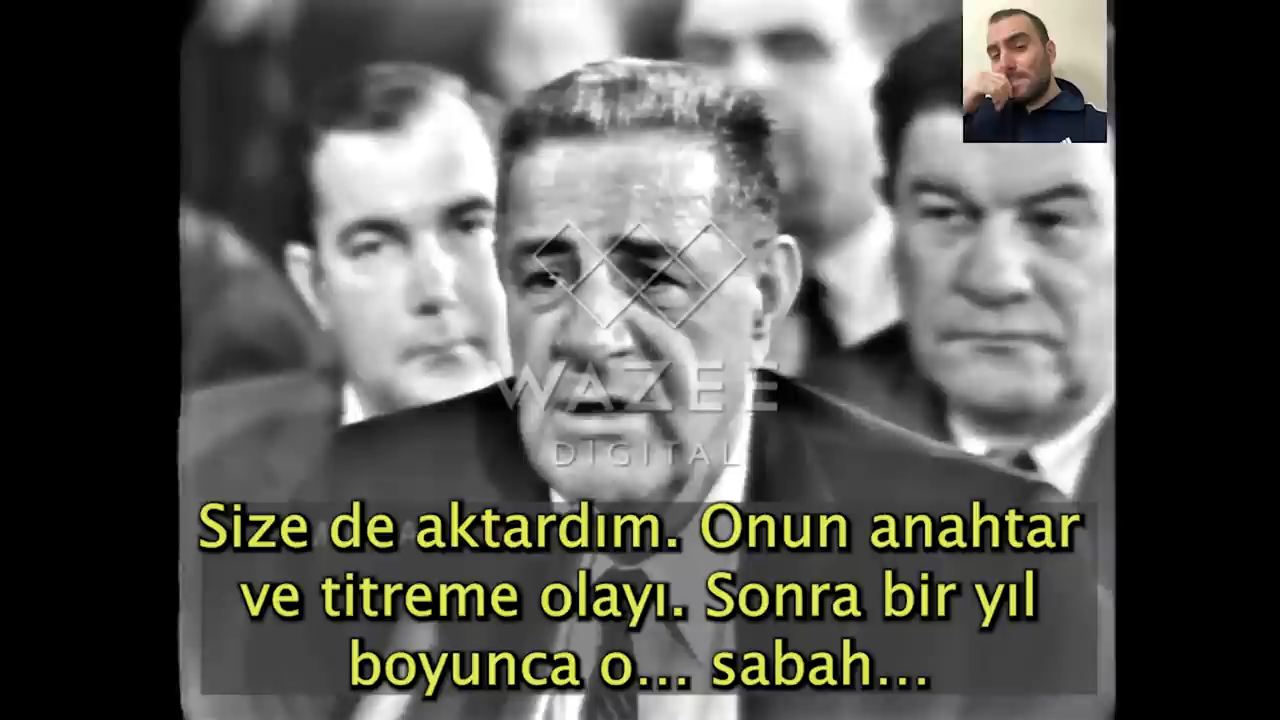 WAZEE
DIGITAL
Size de aktardım. Onun anahtar
ve titreme olayı. Sonra bir yıl
boyunca o... sabah...